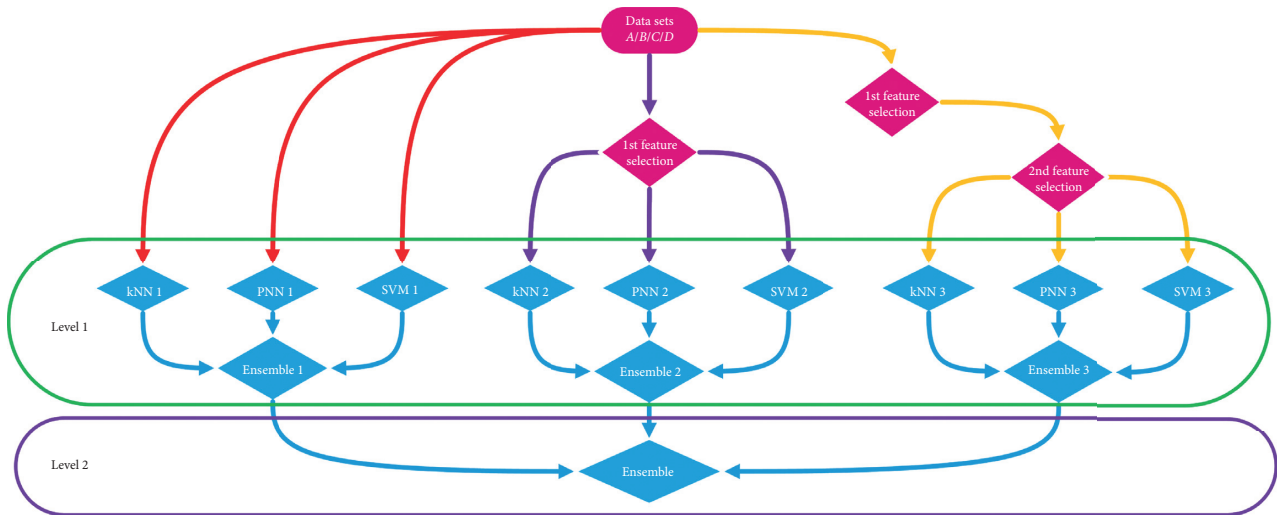 Data sets
A/B/C/D
1st feature
selection
1st feature
selection
2nd feature
selection
kNN 1
PNN 1
SVM 1
kNN 2
PNN 2
SVM 2
kNN 3
PNN 3
SVM 3
Level 1
Ensemble 1
Ensemble 2
Ensemble 3
Level 2
Ensemble